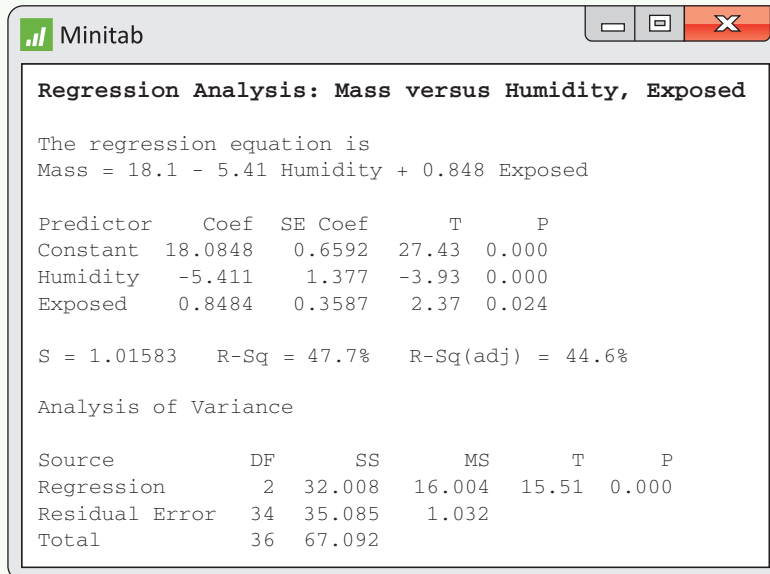 Minitab
Regression Analysis: Mass versus Humidity, Exposed
The regression equation is
Mass = 18.1 - 5.41 Humidity + 0.848 Exposed
Predictor Coef SE Coef T P
Constant 18.0848 0.6592 27.43 0.000
Humidity -5.411 1.377 -3.93 0.000
Exposed 0.8484 0.3587 2.37 0.024
S = 1.01583 R-Sq = 47.7% R-Sq(adj) = 44.6%
Analysis of Variance
Source DF SS MS T P
Regression 2 32.008 16.004 15.51 0.000
Residual Error 34 35.085 1.032
Total 36 67.092